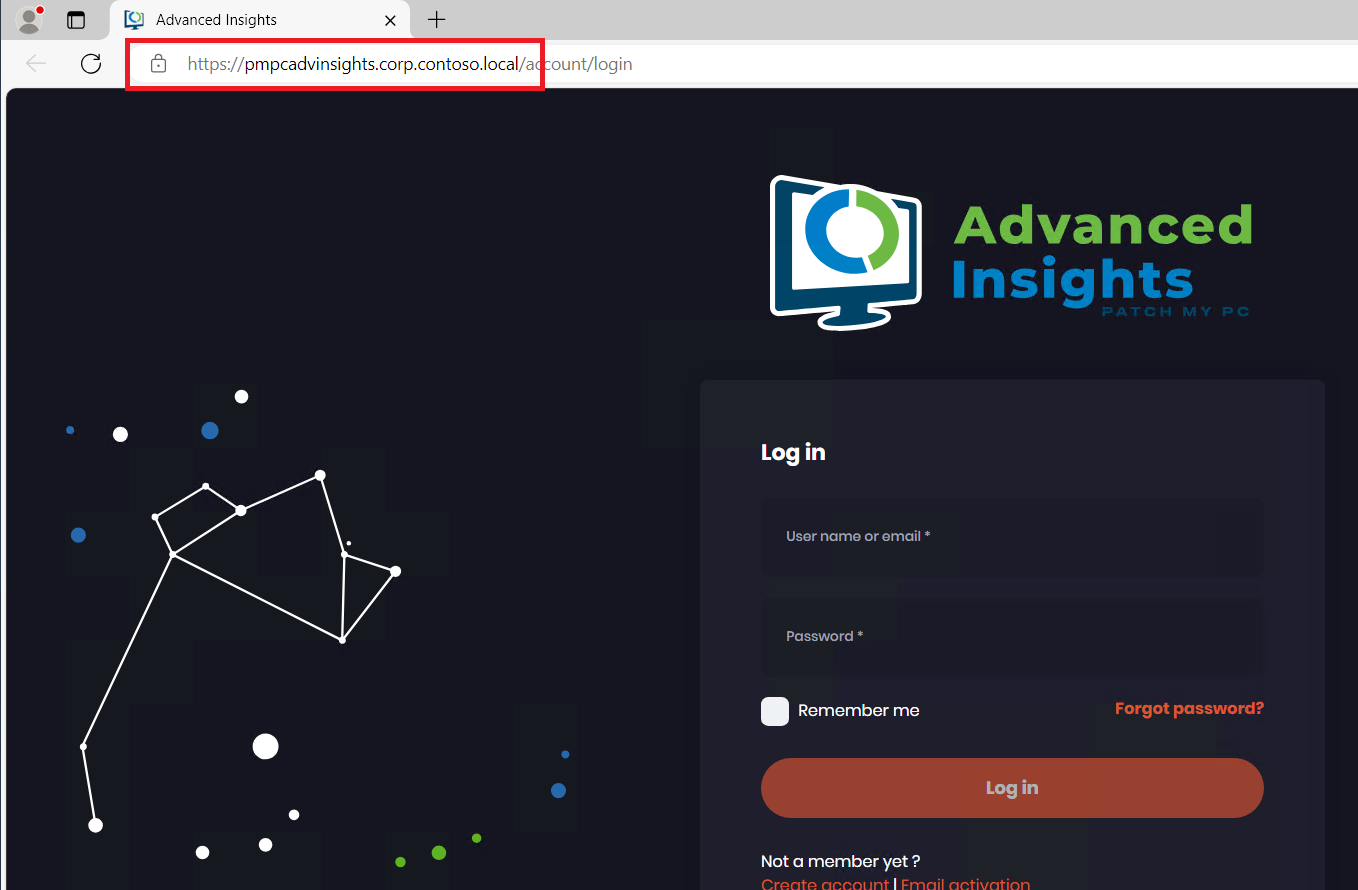 Advanced Insights
https://pmpcadvinsights.corp.contoso.local/account/login
Advanced
Insights
PATCH MY PC
Log in
User name or email *
Password *
Remember me
Forgot password?
Log in
Not a member yet ?
Create account | Email activation